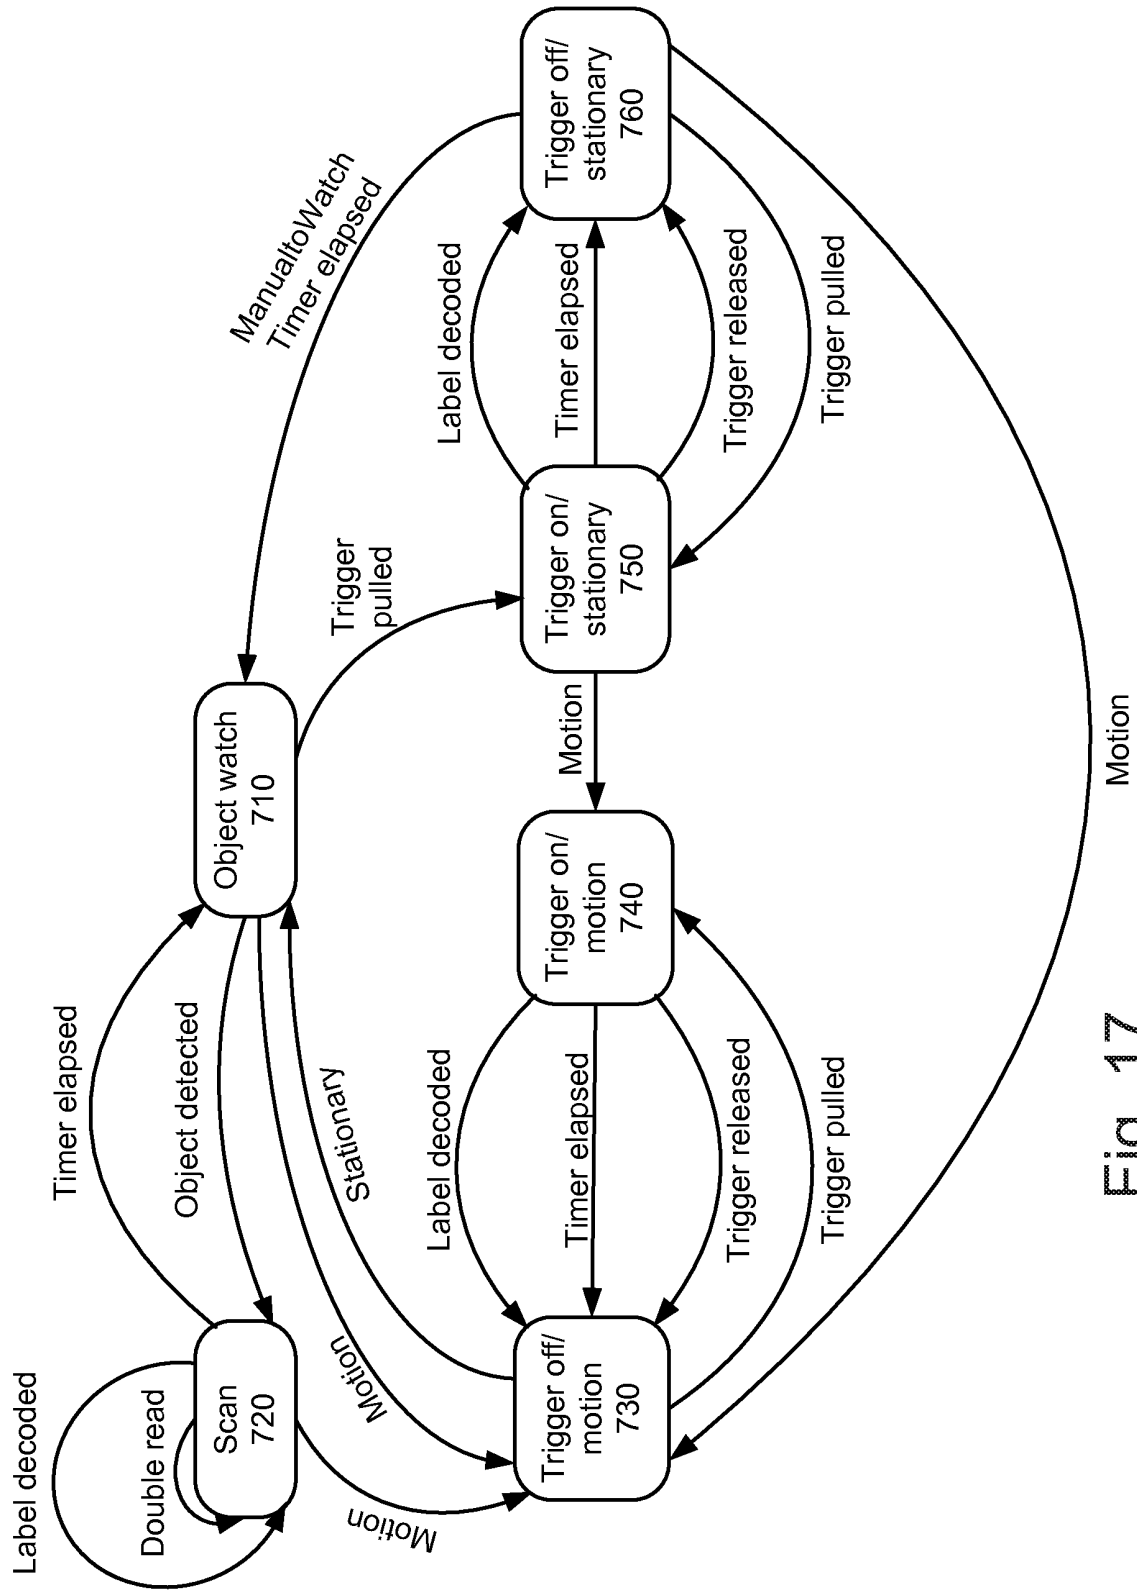 Label decoded
Double read
Scan
720
Timer elapsed
Object detected
Motion
Motion
Stationary
Object watch
710
Trigger
pulled
ManualtoWatch
Timer elapsed
Trigger off/
motion
730
Label decoded
Timer elapsed
Trigger released
Trigger pulled
Trigger on/
motion
740
Motion
Trigger on/
stationary
750
Label decoded
Timer elapsed
Trigger released
Trigger pulled
Trigger off/
stationary
760
Motion
Fig. 17